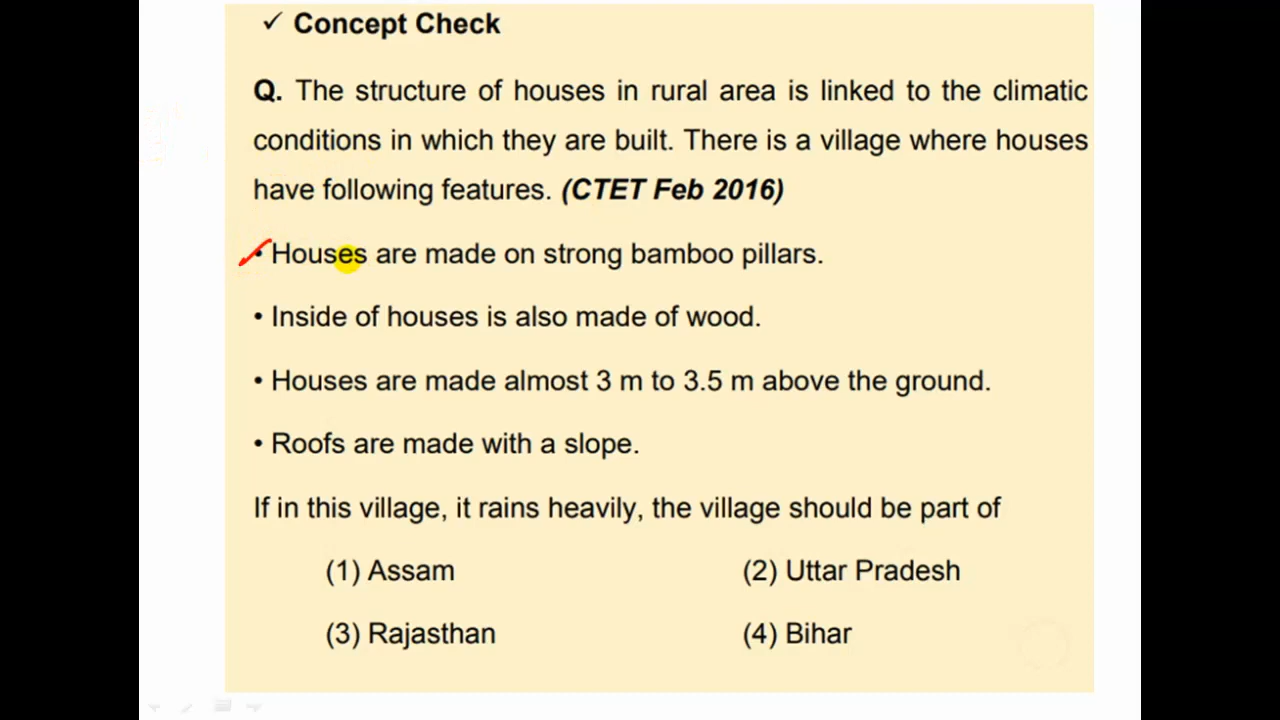 ✓ Concept Check
Q. The structure of houses in rural area is linked to the climatic
conditions in which they are built. There is a village where houses
have following features. (CTET Feb 2016)
• Houses are made on strong bamboo pillars.
• Inside of houses is also made of wood.
• Houses are made almost 3 m to 3.5 m above the ground.
• Roofs are made with a slope.
If in this village, it rains heavily, the village should be part of
(1) Assam (2) Uttar Pradesh
(3) Rajasthan (4) Bihar